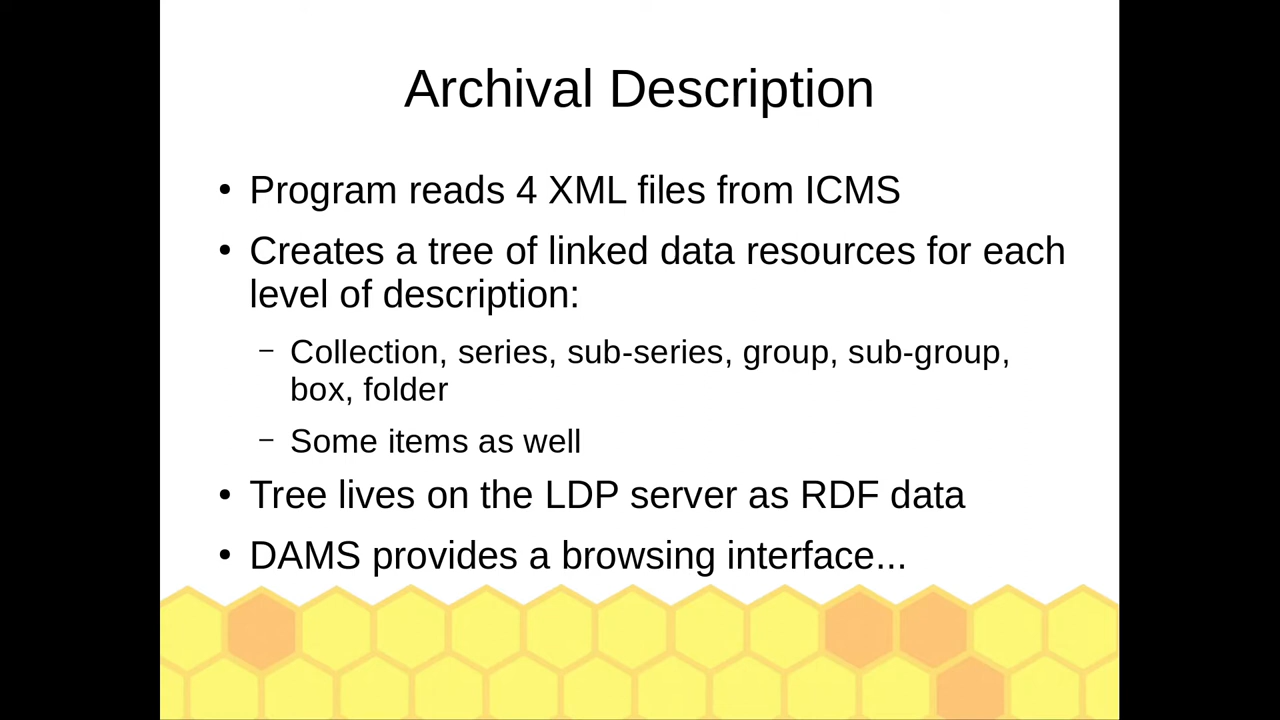 Archival Description
• Program reads 4 XML files from ICMS
• Creates a tree of linked data resources for each
level of description:
– Collection, series, sub-series, group, sub-group,
box, folder
– Some items as well
• Tree lives on the LDP server as RDF data
• DAMS provides a browsing interface...